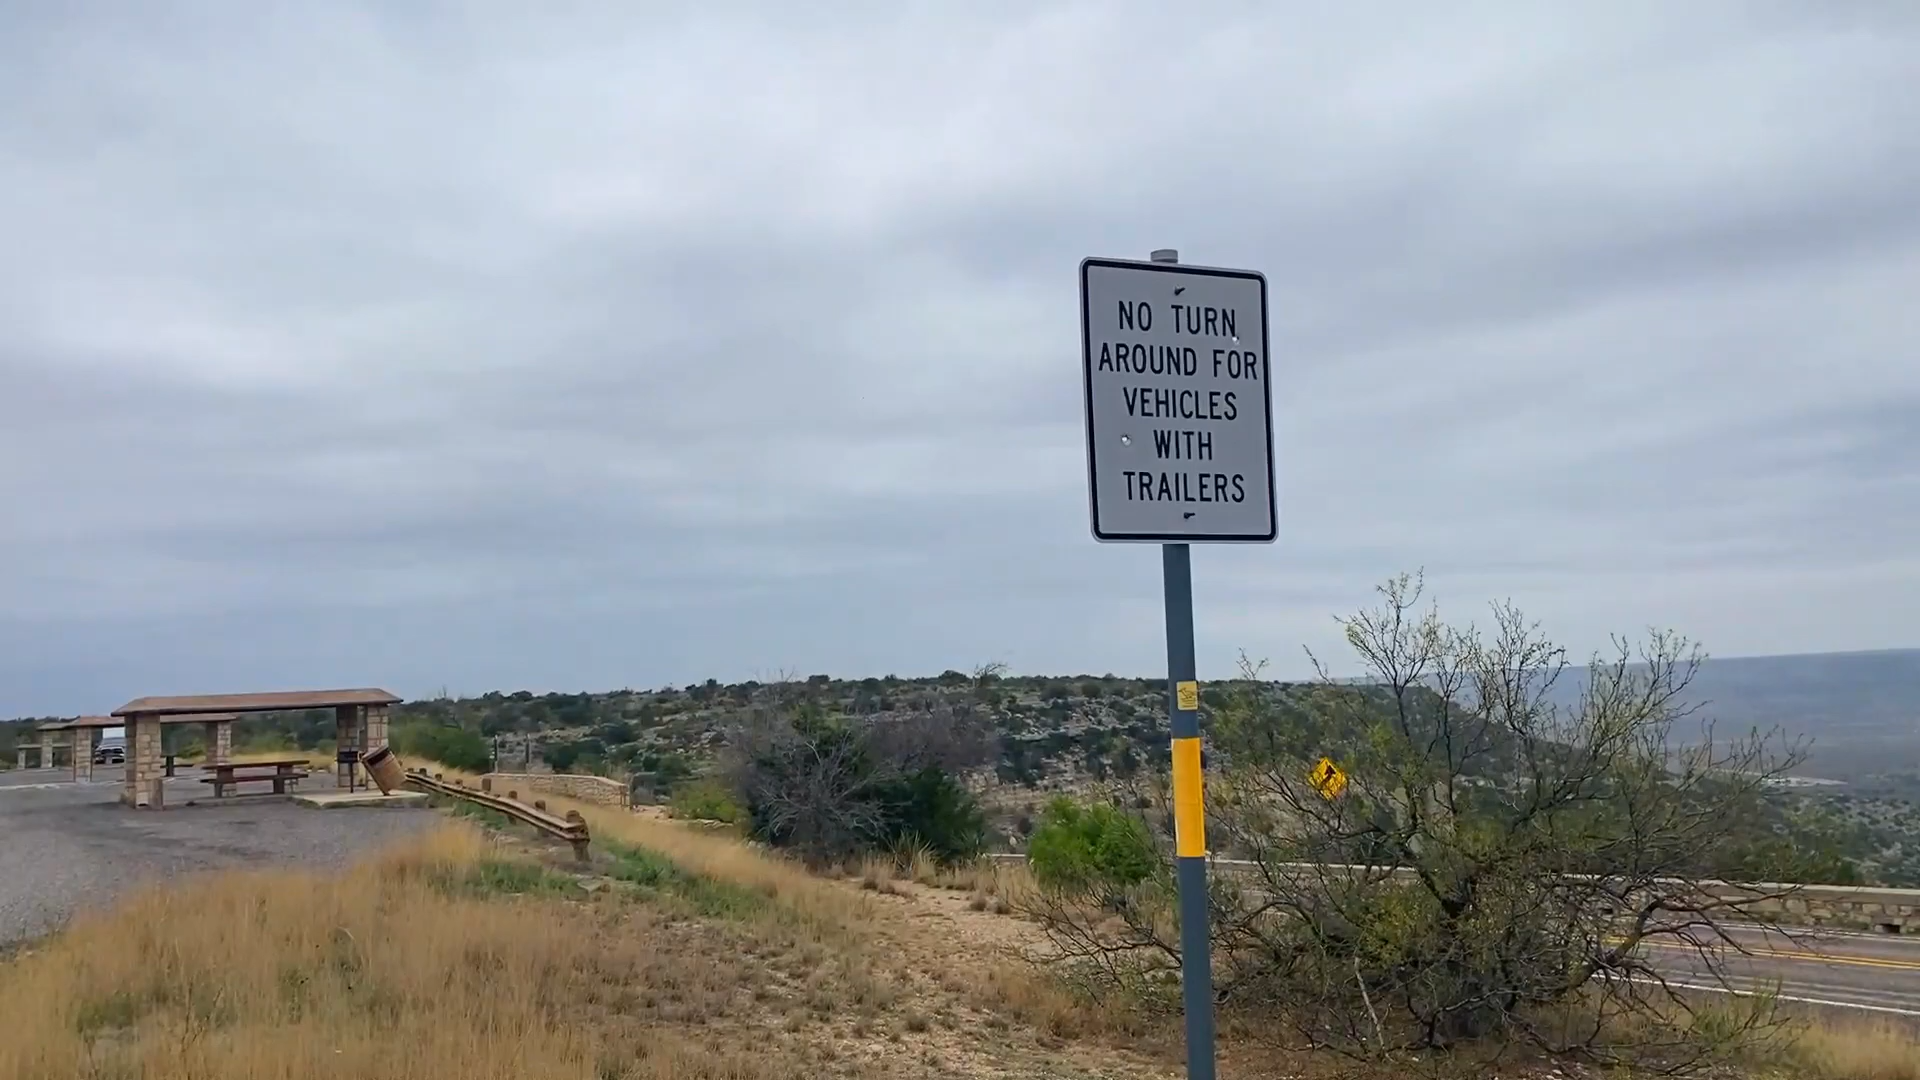 NO TURN
AROUND FOR
VEHICLES
WITH
TRAILERS